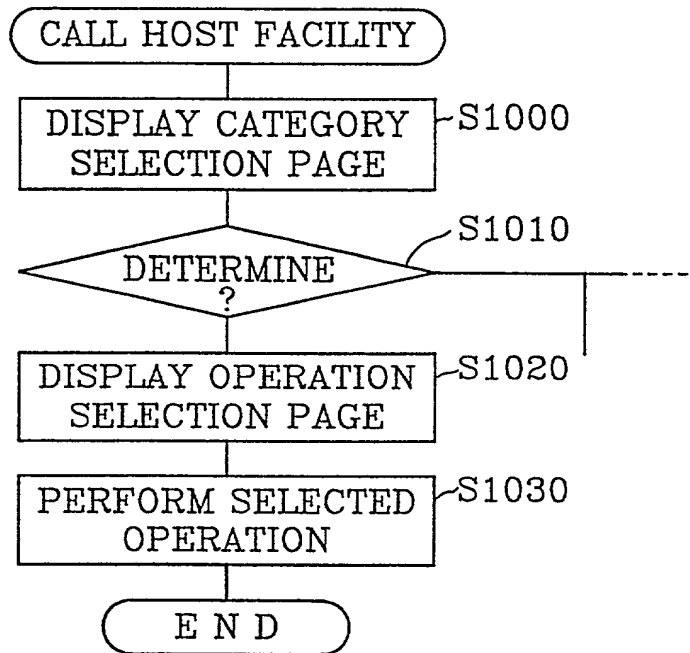 CALL HOST FACILITY
DISPLAY CATEGORY
SELECTION PAGE
S1000
DETERMINE
?
S1010
DISPLAY OPERATION
SELECTION PAGE
S1020
PERFORM SELECTED
OPERATION
S1030
END